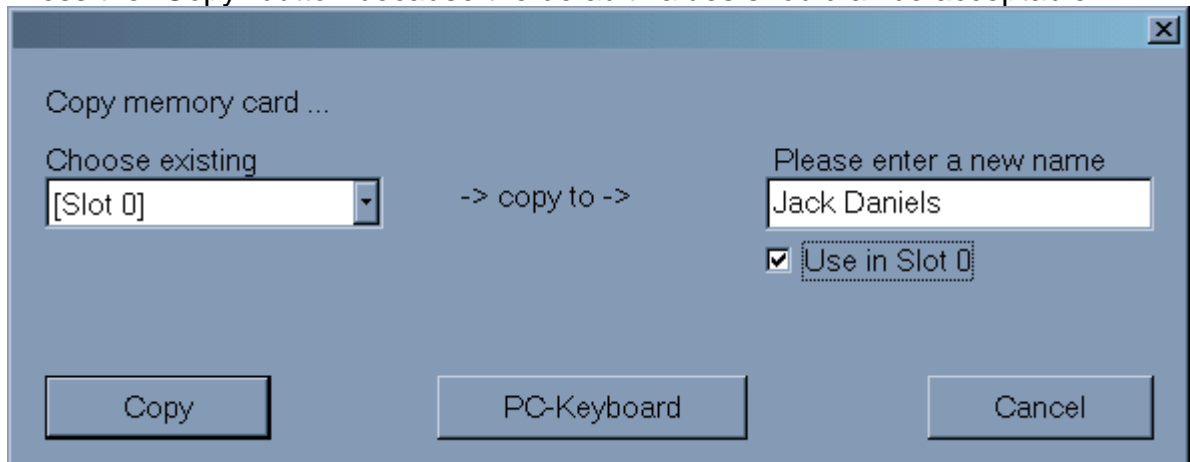 Copy memory card ...
Choose existing
Please enter a new name
[Slot 0]
-> copy to ->
Jack Daniels
Use in Slot 0
Copy
PC-Keyboard
Cancel